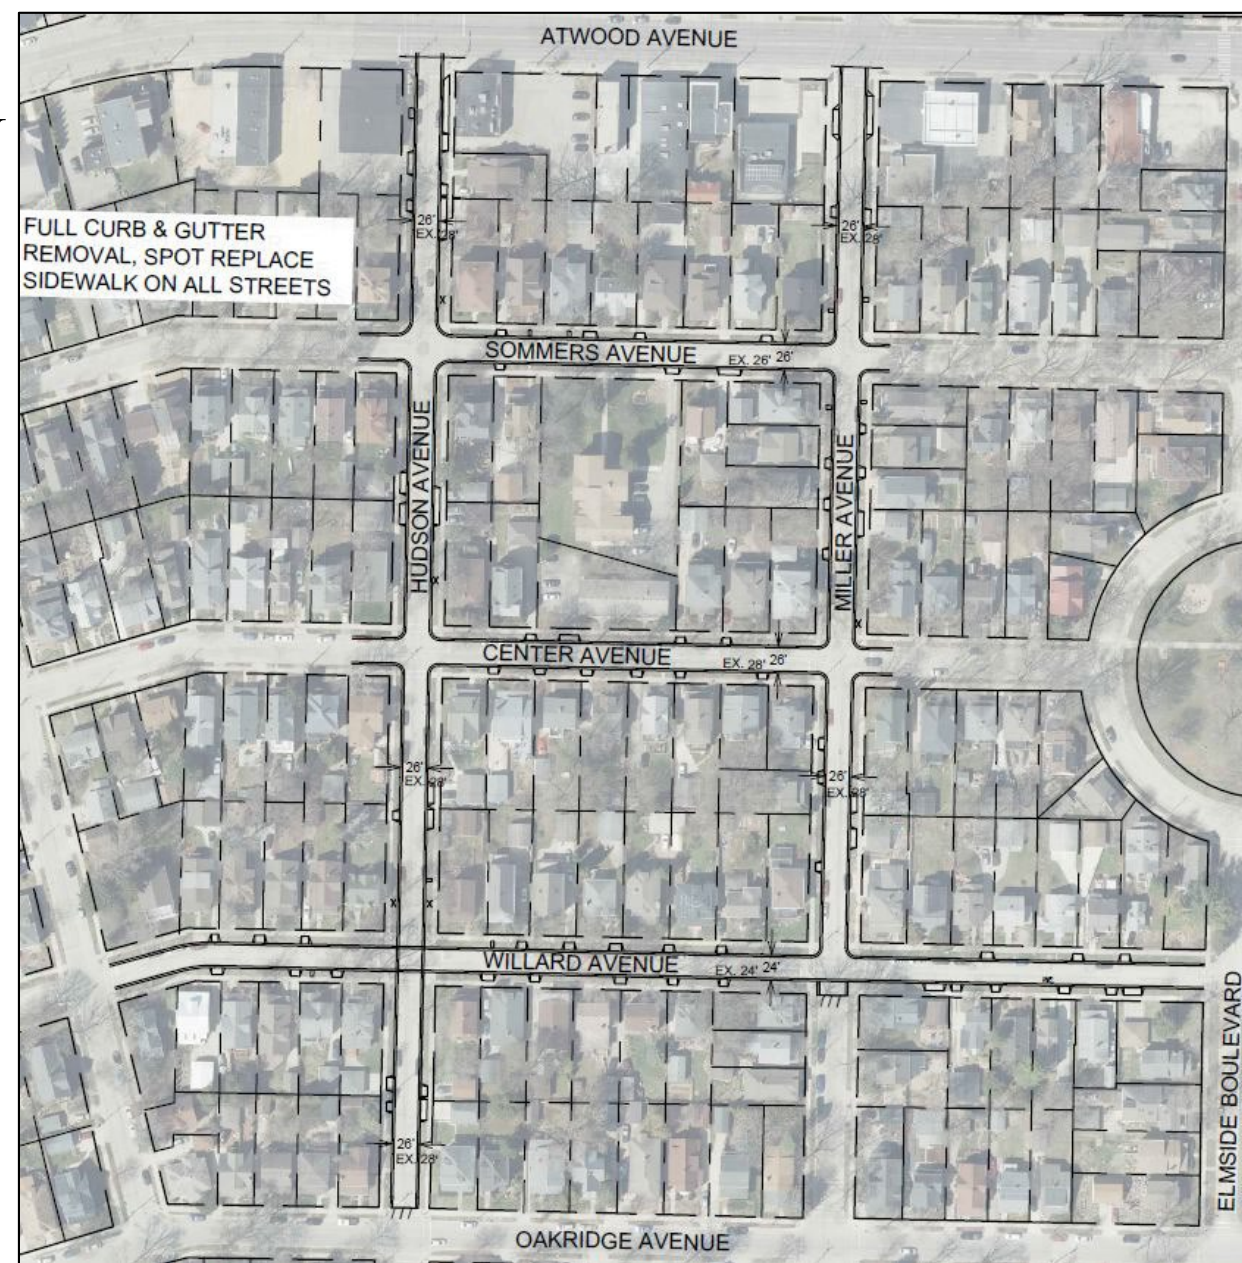 ATWOOD AVENUE
FULL CURB & GUTTER
REMOVAL, SPOT REPLACE
SIDEWALK ON ALL STREETS
26'
EX. 28'
26'
EX. 28'
SOMMERS AVENUE
EX. 26' 26'
HUDSON AVENUE
MILLER AVENUE
CENTER AVENUE
EX. 28' 26'
26'
EX. 28'
26'
EX. 28'
WILLARD AVENUE
EX. 24' 24'
ELMSIDE BOULEVARD
26'
EX. 28'
OAKRIDGE AVENUE